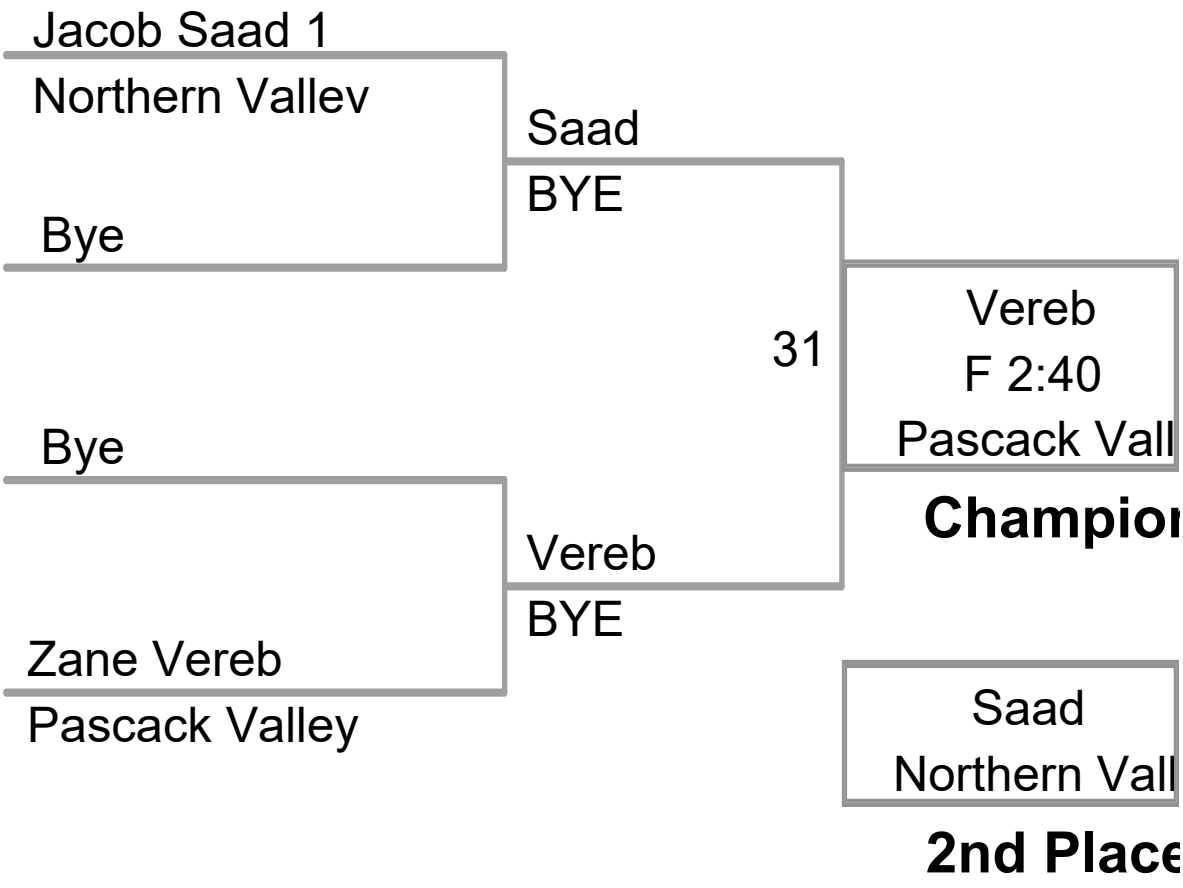 Jacob Saad 1
Northern Vallev
Saad
BYE
Bye
31
Vereb
F 2:40
Pascack Vall
Champion
Bye
Vereb
BYE
Zane Vereb
Pascack Valley
Saad
Northern Vall
2nd Place